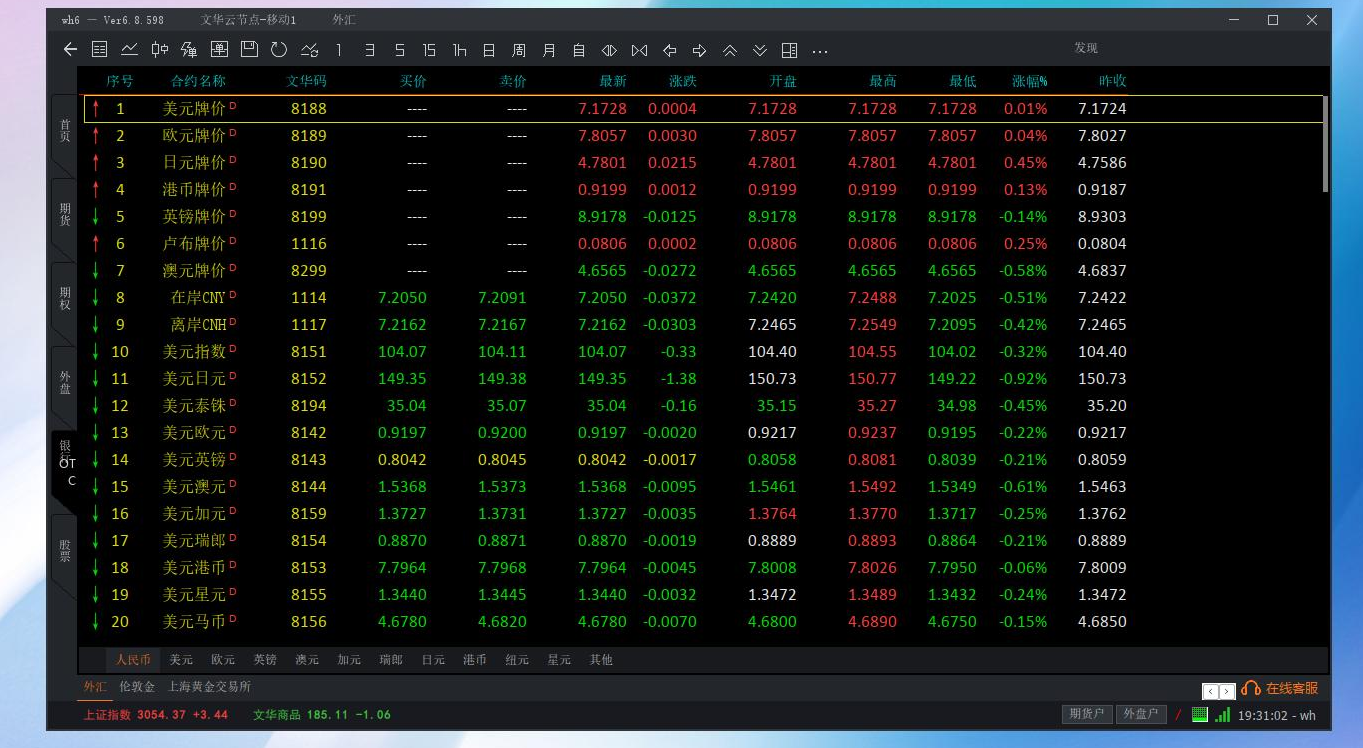 wh6 — Ver6.8.598 文华云节点-移动1 外汇
1 3 5 15 1h 日 周 月 自 ... 发现
序号 合约名称 文华码 买价 卖价 最新 涨跌 开盘 最高 最低 涨幅% 昨收
1 美元牌价D 8188 ---- ---- 7.1728 0.0004 7.1728 7.1728 7.1728 0.01% 7.1724
2 欧元牌价D 8189 ---- ---- 7.8057 0.0030 7.8057 7.8057 7.8057 0.04% 7.8027
3 日元牌价D 8190 ---- ---- 4.7801 0.0215 4.7801 4.7801 4.7801 0.45% 4.7586
4 港币牌价D 8191 ---- ---- 0.9199 0.0012 0.9199 0.9199 0.9199 0.13% 0.9187
5 英镑牌价D 8199 ---- ---- 8.9178 -0.0125 8.9178 8.9178 8.9178 -0.14% 8.9303
6 卢布牌价D 1116 ---- ---- 0.0806 0.0002 0.0806 0.0806 0.0806 0.25% 0.0804
7 澳元牌价D 8299 ---- ---- 4.6565 -0.0272 4.6565 4.6565 4.6565 -0.58% 4.6837
8 在岸CNY D 1114 7.2050 7.2091 7.2050 -0.0372 7.2420 7.2488 7.2025 -0.51% 7.2422
9 离岸CNH D 1117 7.2162 7.2167 7.2162 -0.0303 7.2465 7.2549 7.2095 -0.42% 7.2465
10 美元指数D 8151 104.07 104.11 104.07 -0.33 104.40 104.55 104.02 -0.32% 104.40
11 美元日元D 8152 149.35 149.38 149.35 -1.38 150.73 150.77 149.22 -0.92% 150.73
12 美元泰铢D 8194 35.04 35.07 35.04 -0.16 35.15 35.27 34.98 -0.45% 35.20
13 美元欧元D 8142 0.9197 0.9200 0.9197 -0.0020 0.9217 0.9237 0.9195 -0.22% 0.9217
14 美元英镑D 8143 0.8042 0.8045 0.8042 -0.0017 0.8058 0.8081 0.8039 -0.21% 0.8059
15 美元澳元D 8144 1.5368 1.5373 1.5368 -0.0095 1.5461 1.5492 1.5349 -0.61% 1.5463
16 美元加元D 8159 1.3727 1.3731 1.3727 -0.0035 1.3764 1.3770 1.3717 -0.25% 1.3762
17 美元瑞郎D 8154 0.8870 0.8871 0.8870 -0.0019 0.8889 0.8893 0.8864 -0.21% 0.8889
18 美元港币D 8153 7.7964 7.7968 7.7964 -0.0045 7.8008 7.8026 7.7950 -0.06% 7.8009
19 美元星元D 8155 1.3440 1.3445 1.3440 -0.0032 1.3472 1.3489 1.3432 -0.24% 1.3472
20 美元马币D 8156 4.6780 4.6820 4.6780 -0.0070 4.6800 4.6890 4.6750 -0.15% 4.6850
首页
期货
期权
外盘
银行
OTC
股票
人民币 美元 欧元 英镑 澳元 加元 瑞郎 日元 港币 纽元 星元 其他
外汇 伦敦金 上海黄金交易所 在线客服
上证指数 3054.37 +3.44 文华商品 185.11 -1.06 期货户 外盘户 / 19:31:02 - wh